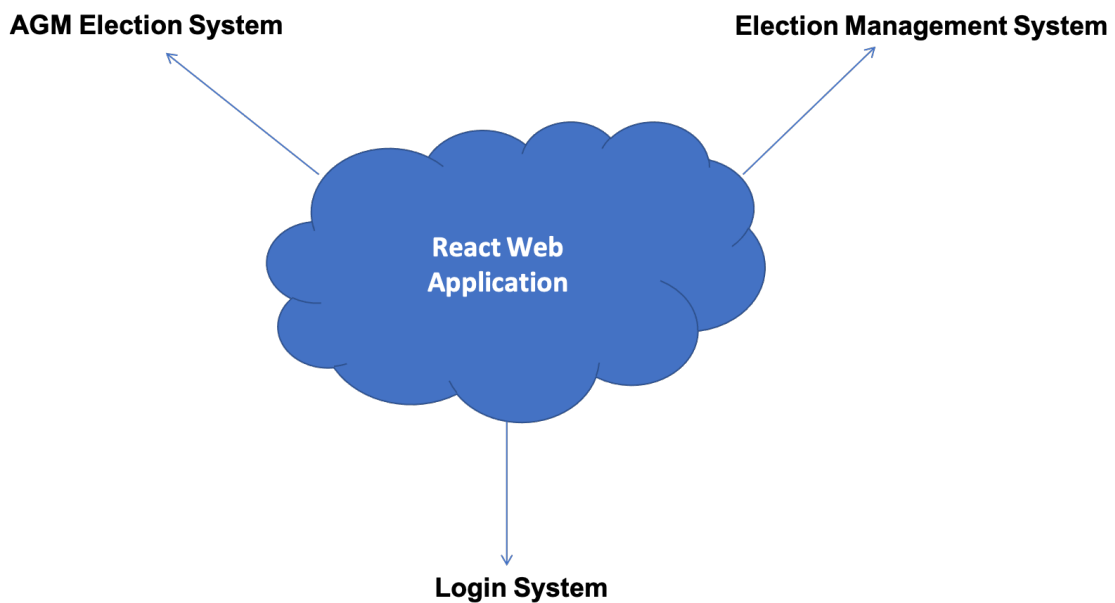 AGM Election System
Election Management System
React Web
Application
Login System